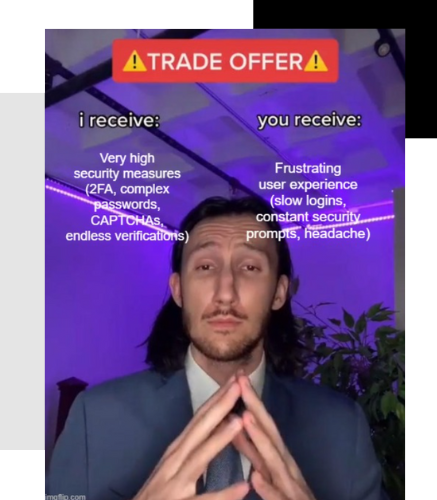 ⚠TRADE OFFER⚠
i receive:
you receive:
Very high
security measures
(2FA, complex
passwords,
CAPTCHAs,
endless verifications)
Frustrating
user experience
(slow logins,
constant security
prompts, headache)
imgflip.com